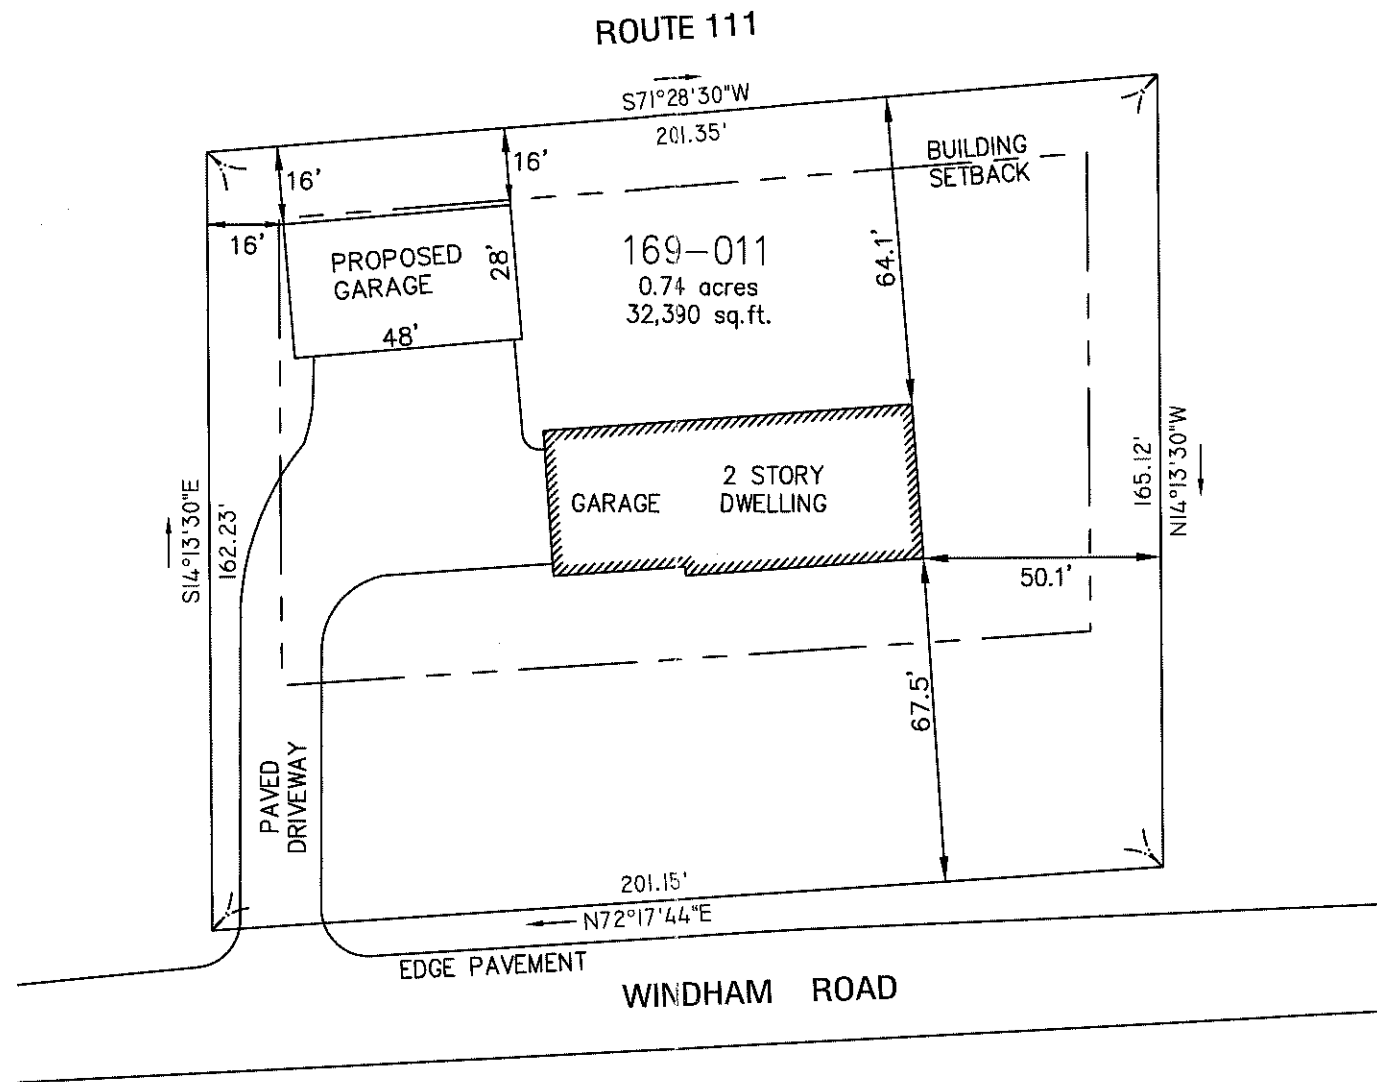 ROUTE 111
S71°28'30"W
201.35'
BUILDING
SETBACK
16'
16'
16'
PROPOSED
GARAGE
28'
48'
169-011
0.74 acres
32,390 sq.ft.
64.1'
GARAGE
2 STORY
DWELLING
S14°13'30"E
162.23'
165.12'
N14°13'30"W
50.1'
67.5'
PAVED
DRIVEWAY
201.15'
N72°17'44"E
EDGE PAVEMENT
WINDHAM ROAD